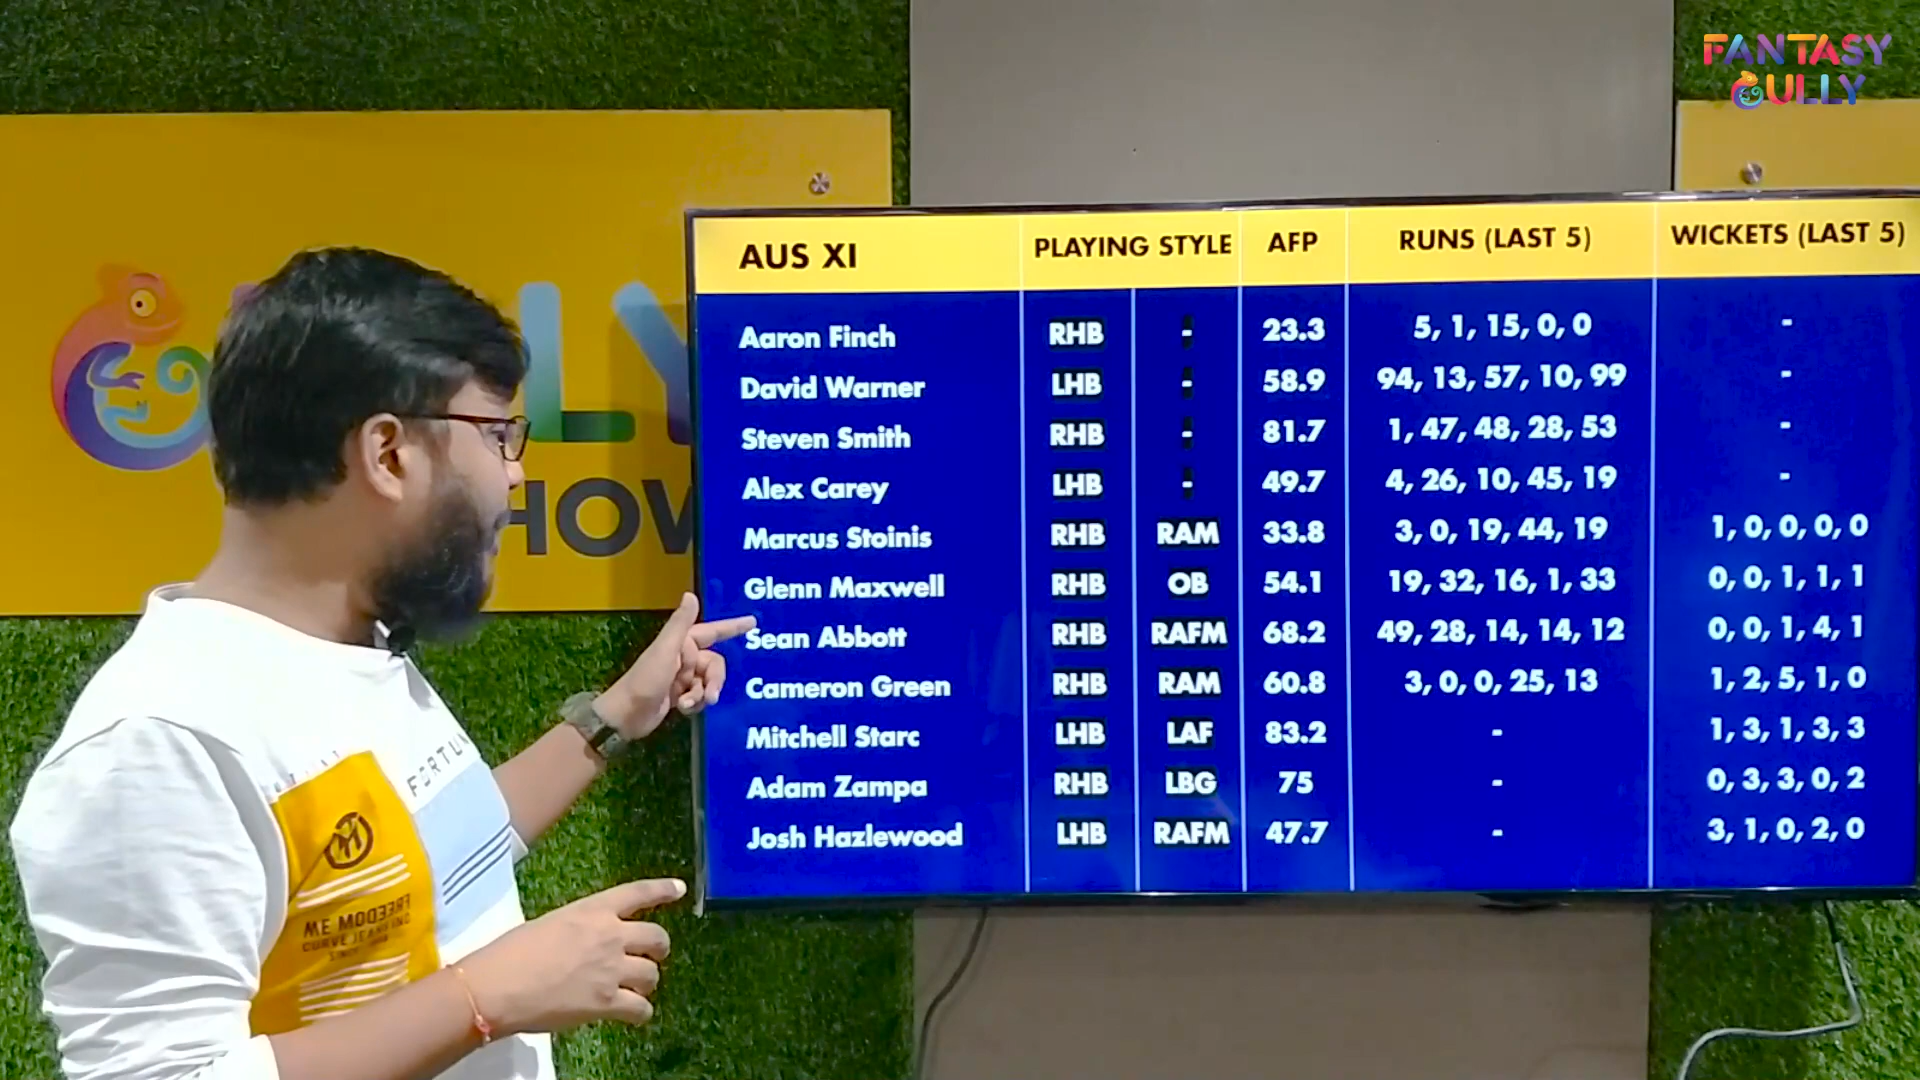 FANTASY
GULLY
LLY
SHOW
AUS XI PLAYING STYLE AFP RUNS (LAST 5) WICKETS (LAST 5)
Aaron Finch RHB - 23.3 5, 1, 15, 0, 0 -
David Warner LHB - 58.9 94, 13, 57, 10, 99 -
Steven Smith RHB - 81.7 1, 47, 48, 28, 53 -
Alex Carey LHB - 49.7 4, 26, 10, 45, 19 -
Marcus Stoinis RHB RAM 33.8 3, 0, 19, 44, 19 1, 0, 0, 0, 0
Glenn Maxwell RHB OB 54.1 19, 32, 16, 1, 33 0, 0, 1, 1, 1
Sean Abbott RHB RAFM 68.2 49, 28, 14, 14, 12 0, 0, 1, 4, 1
Cameron Green RHB RAM 60.8 3, 0, 0, 25, 13 1, 2, 5, 1, 0
Mitchell Starc LHB LAF 83.2 - 1, 3, 1, 3, 3
Adam Zampa RHB LBG 75 - 0, 3, 3, 0, 2
Josh Hazlewood LHB RAFM 47.7 - 3, 1, 0, 2, 0
FORTUN
FREEDOM